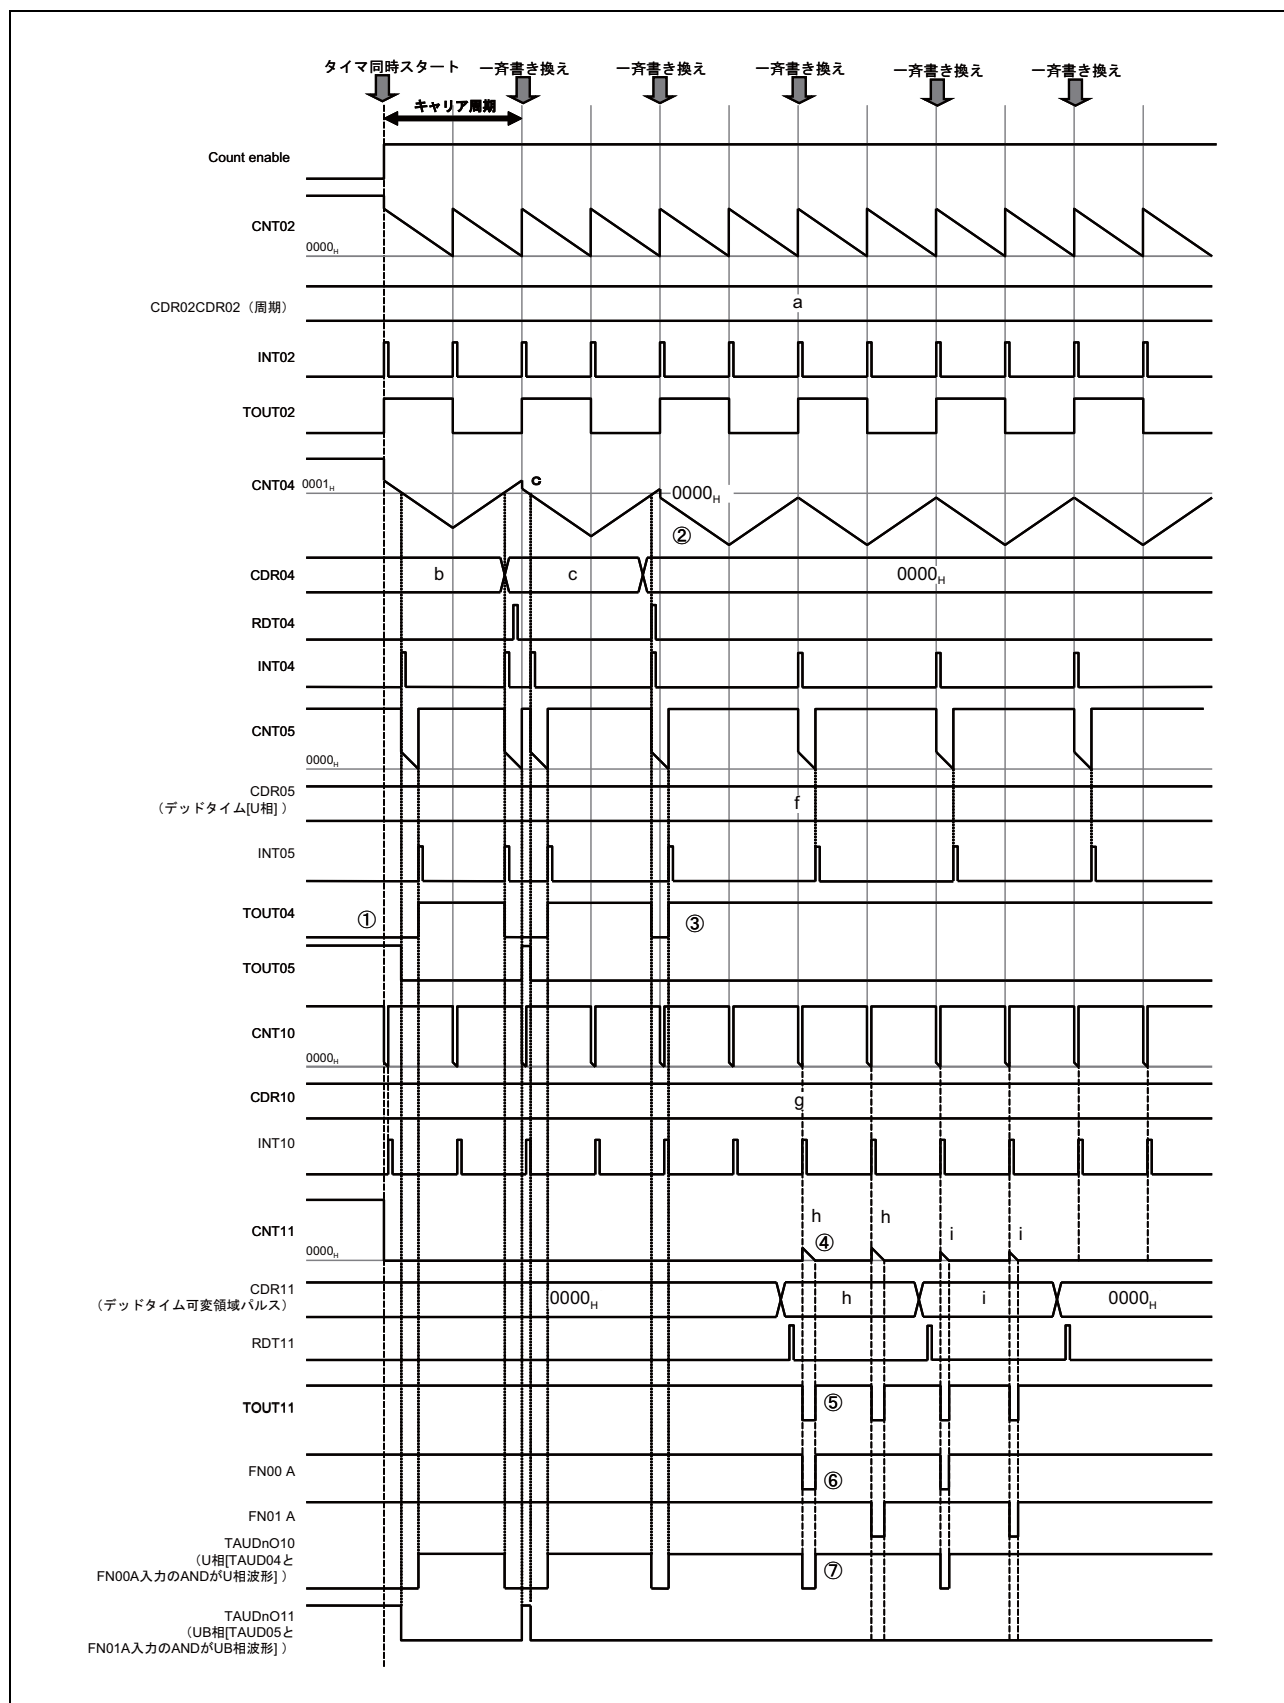 タイマ同時スタート 一斉書き換え 一斉書き換え 一斉書き換え 一斉書き換え 一斉書き換え
キャリア周期
Count enable
CNT02
0000H
CDR02CDR02（周期）
a
INT02
TOUT02
CNT04 0001H
c
0000H
②
CDR04
b
c
0000H
RDT04
INT04
CNT05
0000H
CDR05
（デッドタイム[U相]）
f
INT05
TOUT04
①
③
TOUT05
CNT10
0000H
CDR10
g
INT10
CNT11
0000H
h
h
i
i
④
CDR11
（デッドタイム可変領域パルス）
0000H
h
i
0000H
RDT11
TOUT11
⑤
FN00 A
⑥
FN01 A
TAUDnO10
（U相[TAUD04と
FN00A入力のANDがU相波形]）
⑦
TAUDnO11
（UB相[TAUD05と
FN01A入力のANDがUB相波形]）